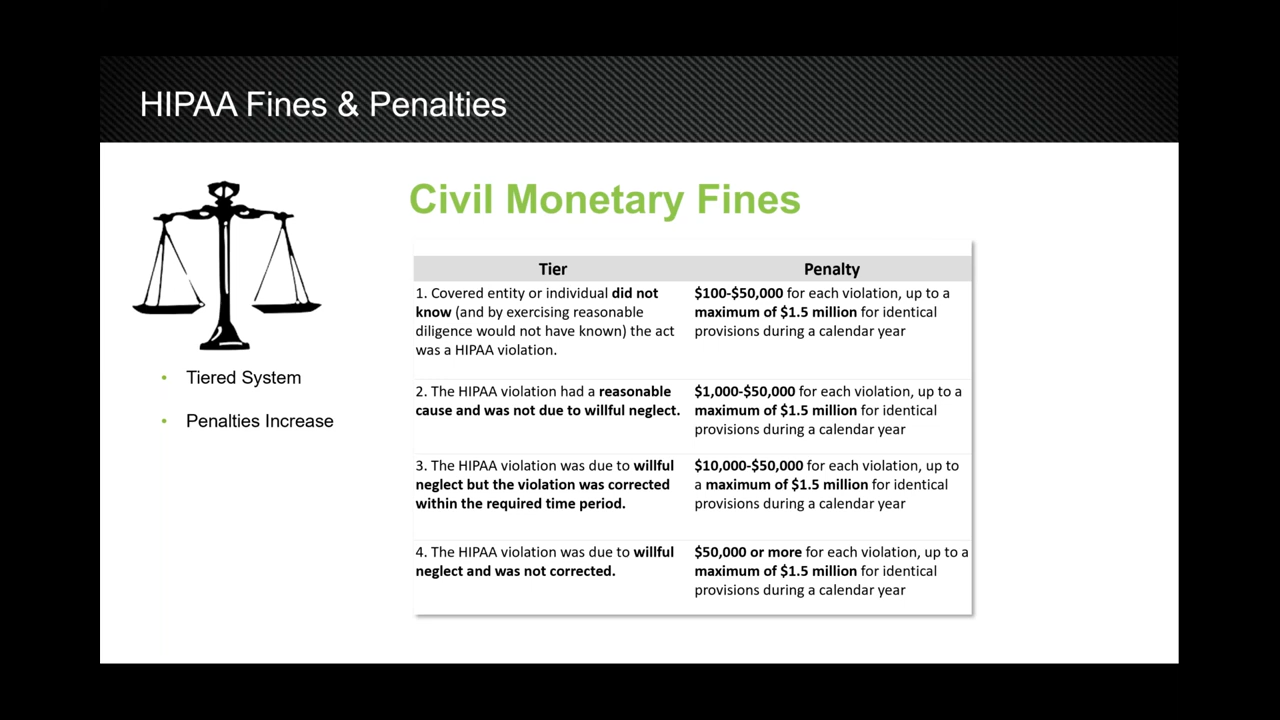 HIPAA Fines & Penalties
Civil Monetary Fines
• Tiered System
• Penalties Increase
Tier
Penalty
1. Covered entity or individual did not
know (and by exercising reasonable
diligence would not have known) the act
was a HIPAA violation.
$100-$50,000 for each violation, up to a
maximum of $1.5 million for identical
provisions during a calendar year
2. The HIPAA violation had a reasonable
cause and was not due to willful neglect.
$1,000-$50,000 for each violation, up to a
maximum of $1.5 million for identical
provisions during a calendar year
3. The HIPAA violation was due to willful
neglect but the violation was corrected
within the required time period.
$10,000-$50,000 for each violation, up to
a maximum of $1.5 million for identical
provisions during a calendar year
4. The HIPAA violation was due to willful
neglect and was not corrected.
$50,000 or more for each violation, up to a
maximum of $1.5 million for identical
provisions during a calendar year